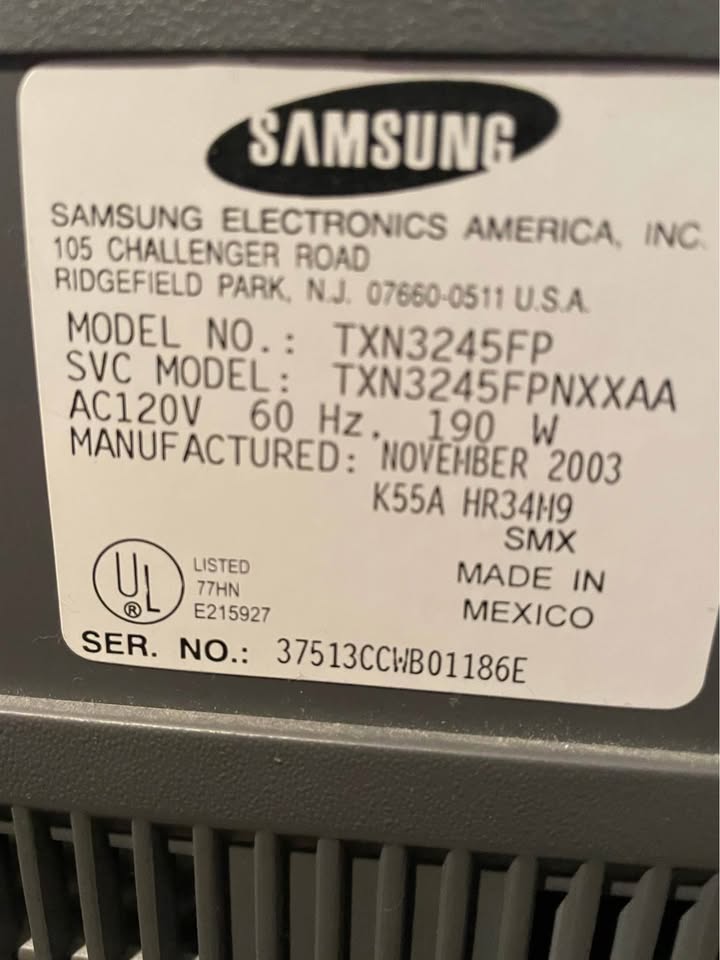 SAMSUNG
SAMSUNG ELECTRONICS AMERICA, INC.
105 CHALLENGER ROAD
RIDGEFIELD PARK, N.J. 07660-0511 U.S.A.
MODEL NO.: TXN3245FP
SVC MODEL: TXN3245FPNXXAA
AC120V 60 Hz. 190 W
MANUFACTURED: NOVEMBER 2003
K55A HR34M9
SMX
UL ® LISTED
77HN
E215927
MADE IN
MEXICO
SER. NO.: 37513CCWB01186E